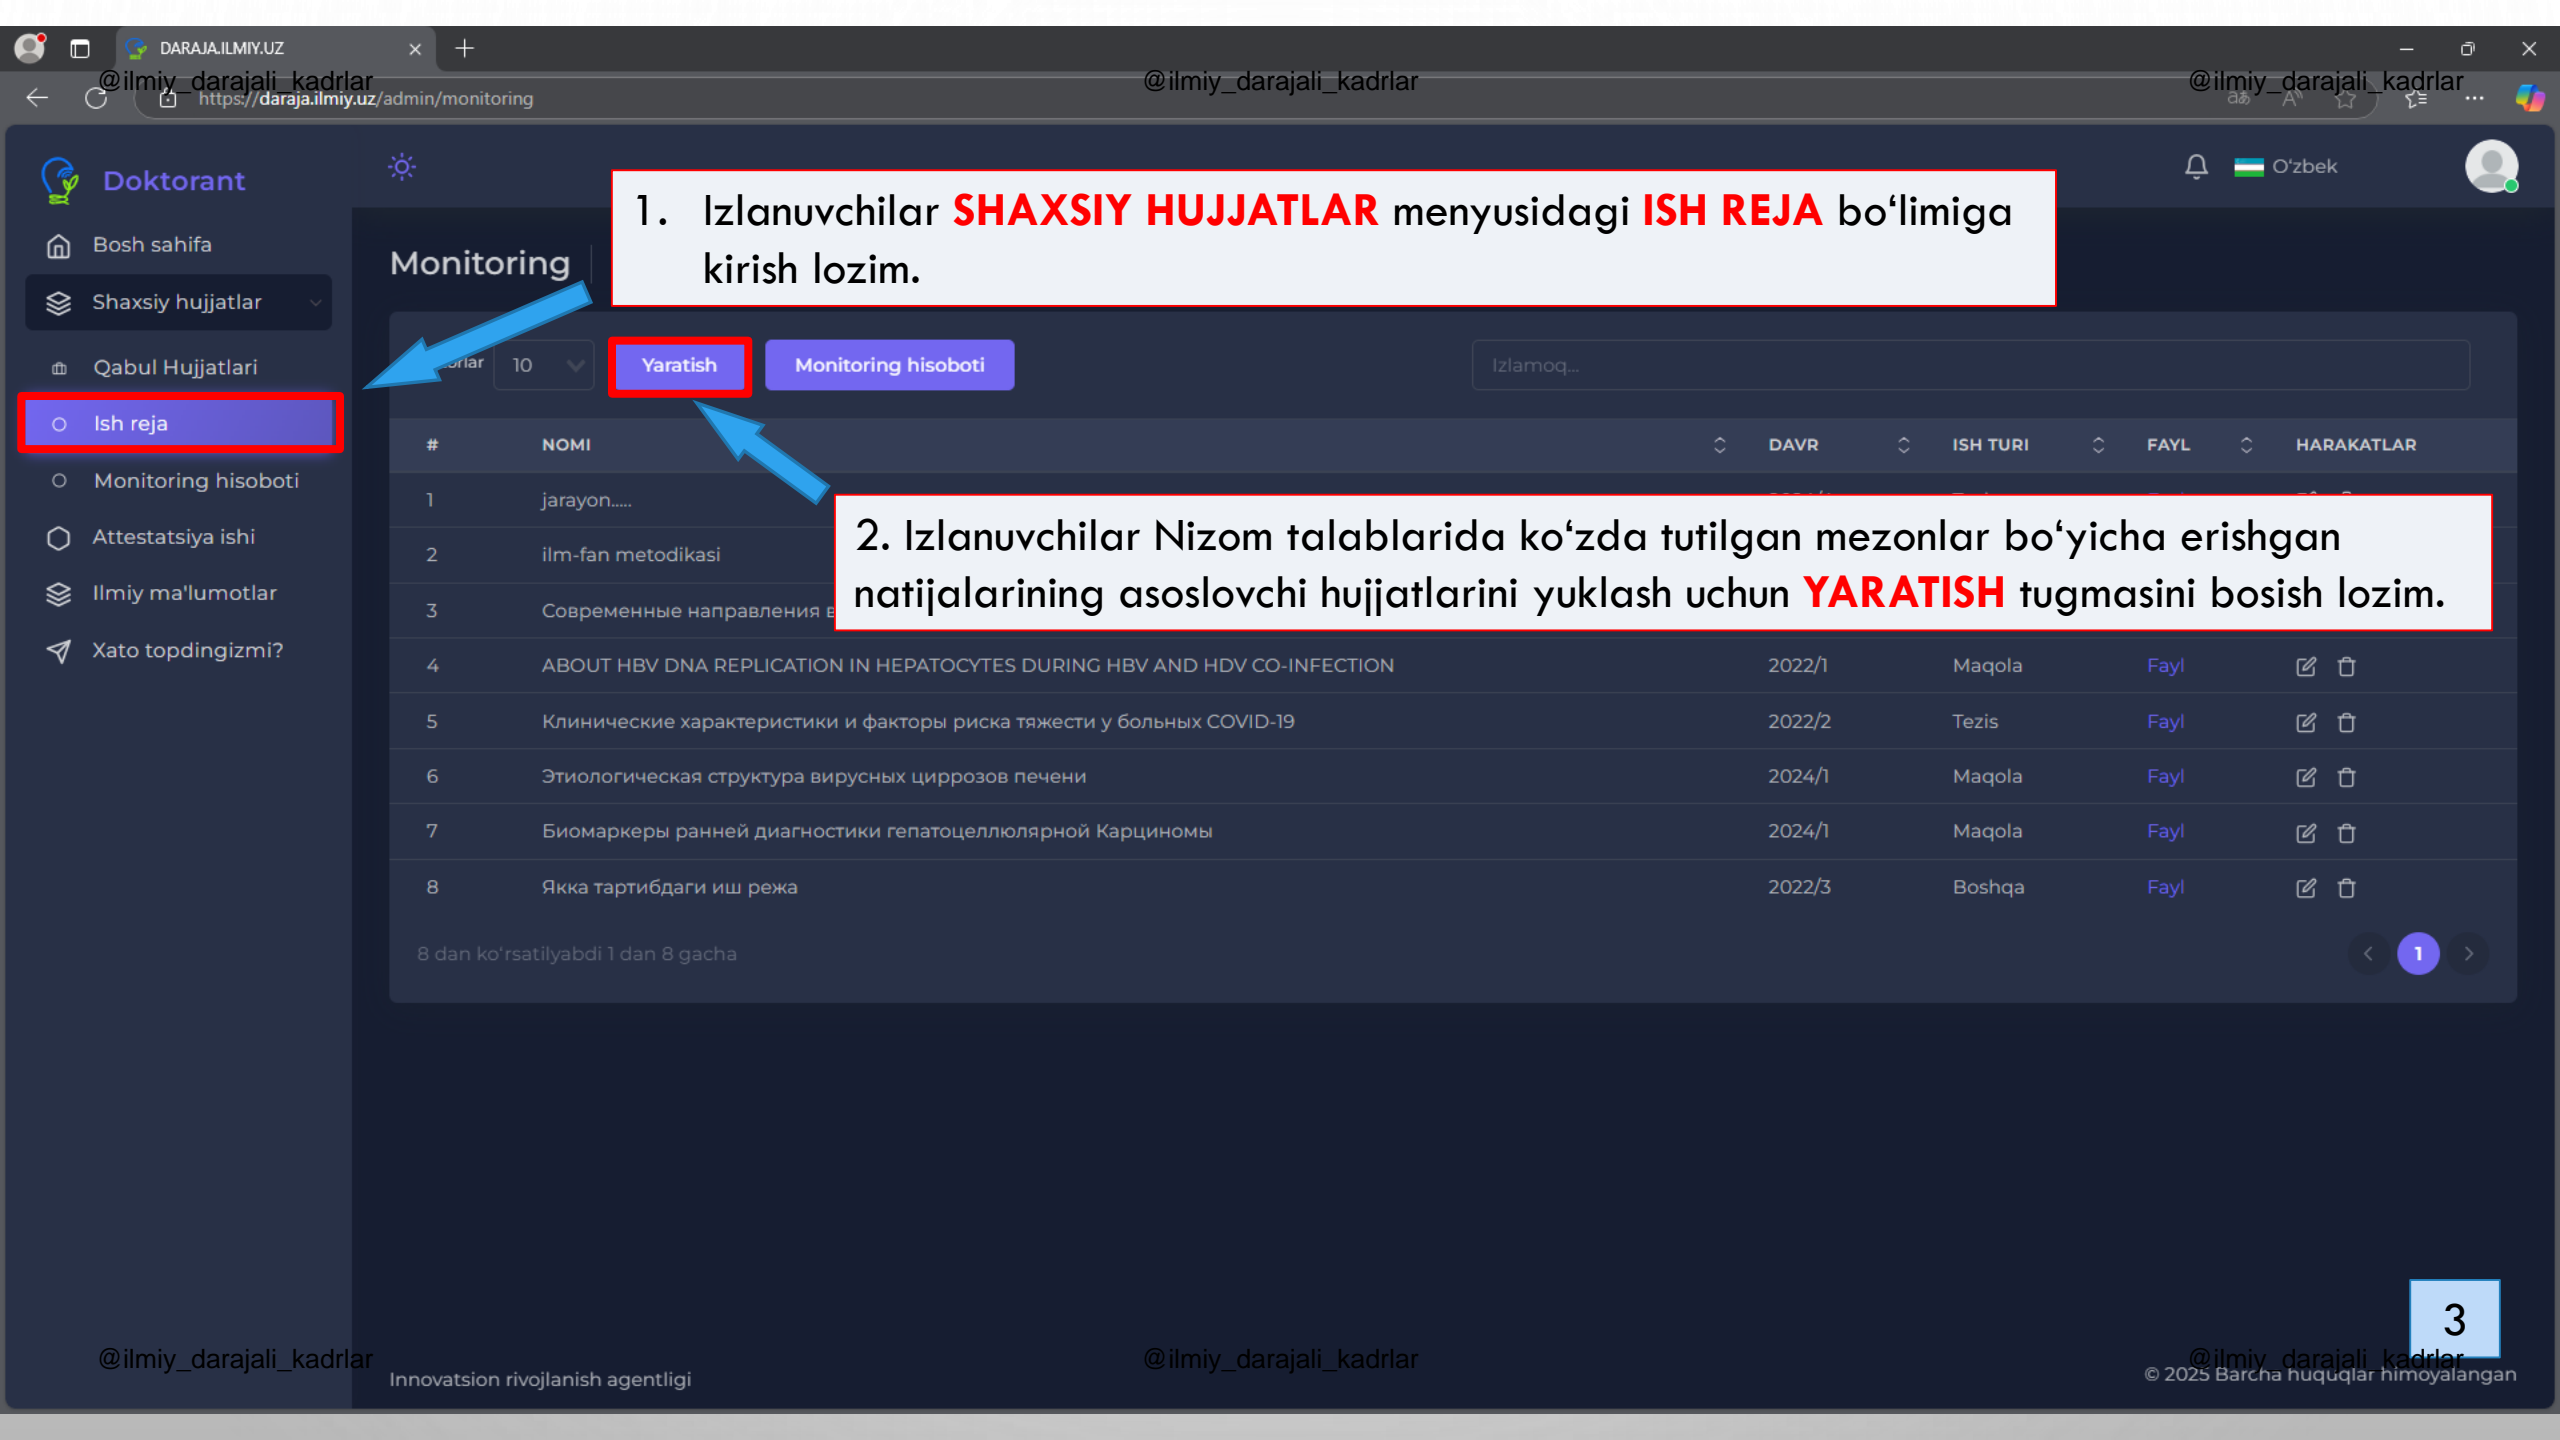 DARAJA.ILMIY.UZ
@ilmiy_darajali_kadrlar @ilmiy_darajali_kadrlar @ilmiy_darajali_kadrlar
https://daraja.ilmiy.uz/admin/monitoring
Doktorant
O‘zbek
1. Izlanuvchilar SHAXSIY HUJJATLAR menyusidagi ISH REJA bo‘limiga
kirish lozim.
Bosh sahifa
Shaxsiy hujjatlar
Qabul Hujjatlari
Ish reja
Monitoring hisoboti
Attestatsiya ishi
Ilmiy ma'lumotlar
Xato topdingizmi?
Monitoring
10 Yaratish Monitoring hisoboti Izlamoq...
# NOMI DAVR ISH TURI FAYL HARAKATLAR
1 jarayon.....
2 ilm-fan metodikasi
3 Современные направления
2. Izlanuvchilar Nizom talablarida ko‘zda tutilgan mezonlar bo‘yicha erishgan
natijalarining asoslovchi hujjatlarini yuklash uchun YARATISH tugmasini bosish lozim.
4 ABOUT HBV DNA REPLICATION IN HEPATOCYTES DURING HBV AND HDV CO-INFECTION 2022/1 Maqola Fayl
5 Клинические характеристики и факторы риска тяжести у больных COVID-19 2022/2 Tezis Fayl
6 Этиологическая структура вирусных циррозов печени 2024/1 Maqola Fayl
7 Биомаркеры ранней диагностики гепатоцеллюлярной Карциномы 2024/1 Maqola Fayl
8 Якка тартибдаги иш режа 2022/3 Boshqa Fayl
8 dan ko‘rsatilyabdi 1 dan 8 gacha
1
3
@ilmiy_darajali_kadrlar @ilmiy_darajali_kadrlar @ilmiy_darajali_kadrlar
Innovatsion rivojlanish agentligi
© 2025 Barcha huquqlar himoyalangan